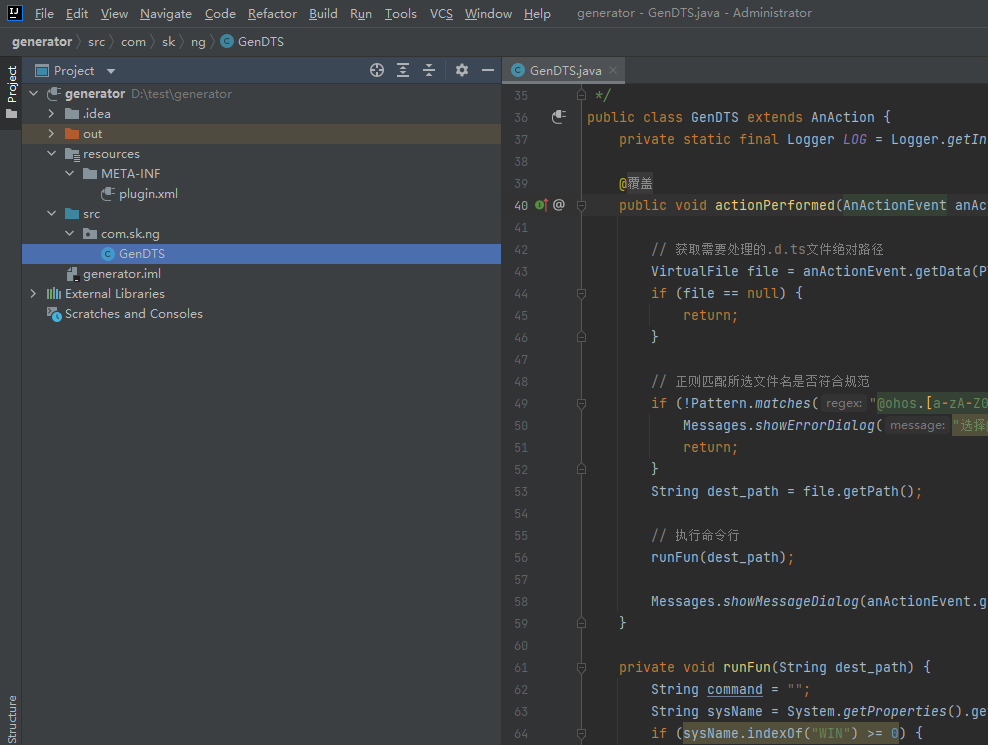 File Edit View Navigate Code Refactor Build Run Tools VCS Window Help generator - GenDTS.java - Administrator
generator src com sk ng GenDTS
Project
Project
generator D:\test\generator
.idea
out
resources
META-INF
plugin.xml
src
com.sk.ng
GenDTS
generator.iml
External Libraries
Scratches and Consoles
Structure
GenDTS.java
35 */
36 public class GenDTS extends AnAction {
37 private static final Logger LOG = Logger.getIn
38
39 @覆盖
40 @ public void actionPerformed(AnActionEvent anAc
41
42 // 获取需要处理的.d.ts文件绝对路径
43 VirtualFile file = anActionEvent.getData(P
44 if (file == null) {
45 return;
46 }
47
48 // 正则匹配所选文件名是否符合规范
49 if (!Pattern.matches( regex: "@ohos.[a-zA-Z0
50 Messages.showErrorDialog( message: "选择
51 return;
52 }
53 String dest_path = file.getPath();
54
55 // 执行命令行
56 runFun(dest_path);
57
58 Messages.showMessageDialog(anActionEvent.g
59 }
60
61 private void runFun(String dest_path) {
62 String command = "";
63 String sysName = System.getProperties().ge
64 if (sysName.indexOf("WIN") >= 0) {